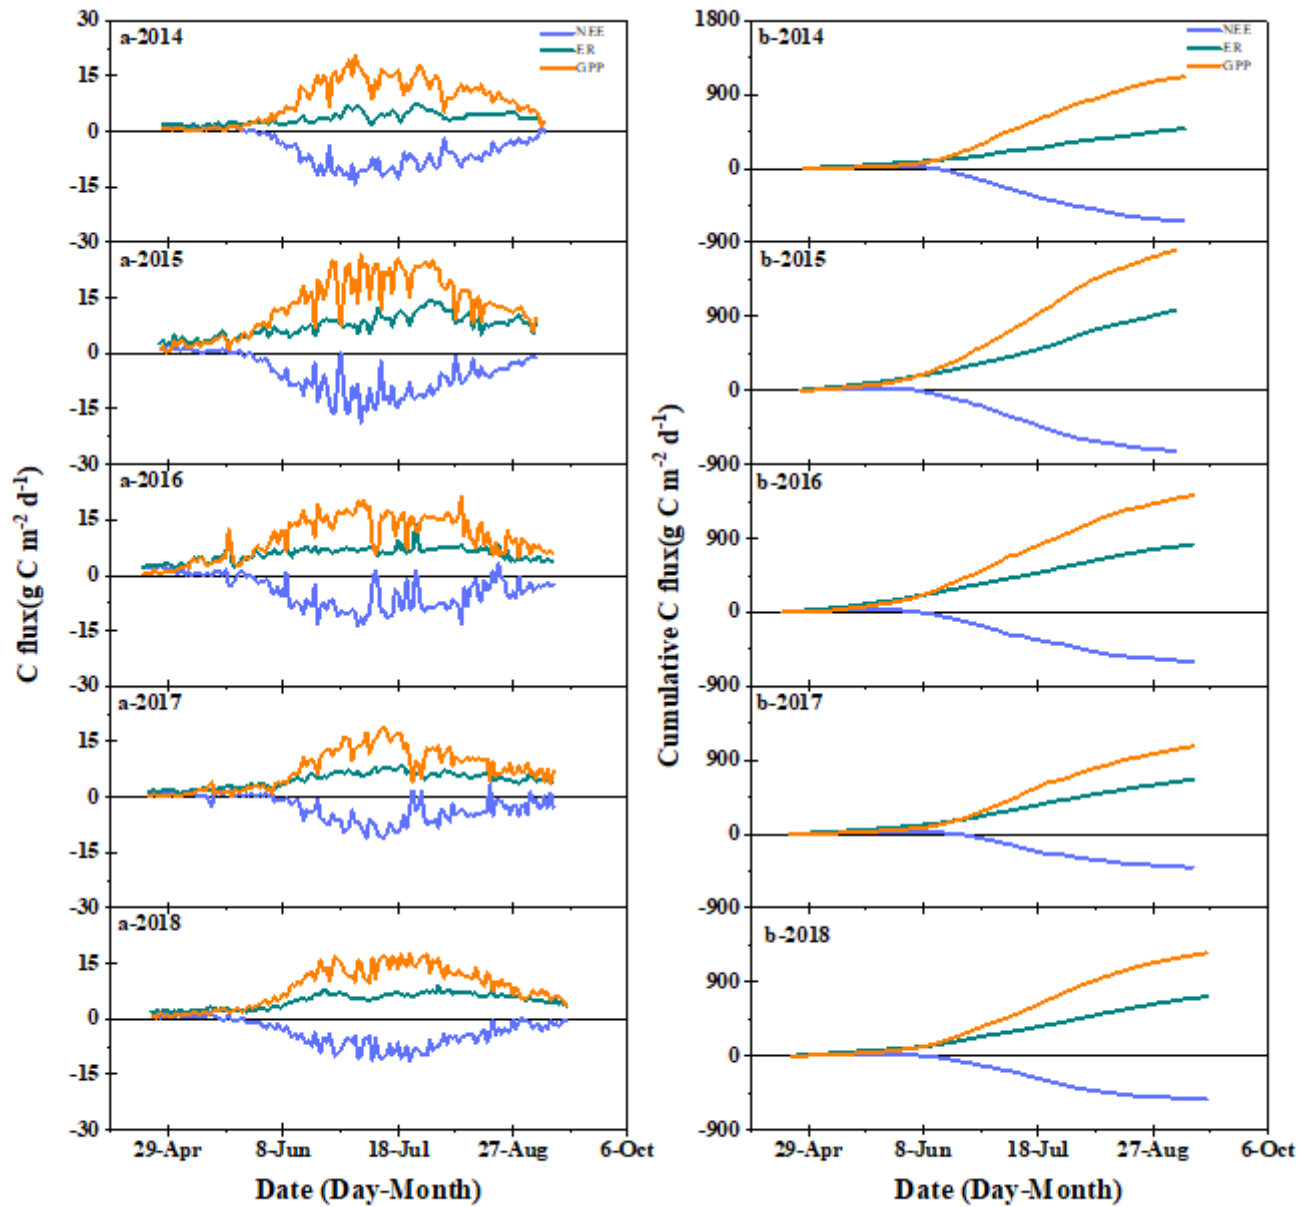 C flux(g C m-2 d-1)
30
15
0
-15
-30
a-2014
NEE
ER
GPP
15
0
-15
-30
a-2015
15
0
-15
-30
a-2016
15
0
-15
-30
a-2017
15
0
-15
-30
a-2018
29-Apr 8-Jun 18-Jul 27-Aug 6-Oct
Date (Day-Month)
Cumulative C flux(g C m-2 d-1)
1800
900
0
-900
b-2014
NEE
ER
GPP
900
0
-900
b-2015
900
0
-900
b-2016
900
0
-900
b-2017
900
0
-900
b-2018
29-Apr 8-Jun 18-Jul 27-Aug 6-Oct
Date (Day-Month)